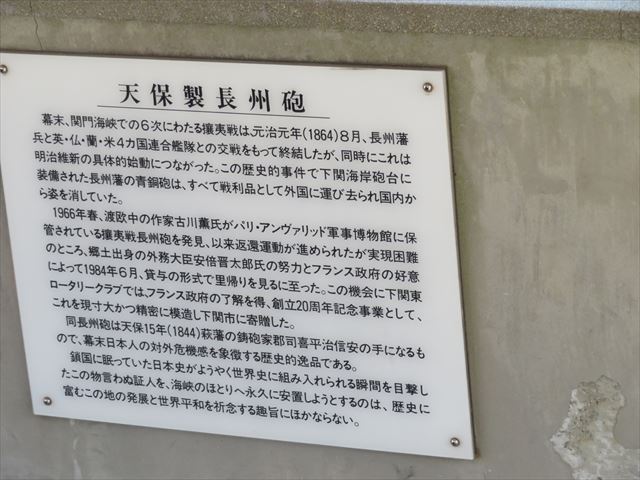 天保製長州砲
幕末、関門海峡での６次にわたる攘夷戦は、元治元年(1864)８月、長州藩
兵と英・仏・蘭・米４カ国連合艦隊との交戦をもって終結したが、同時にこれは
明治維新の具体的始動につながった。この歴史的事件で下関海岸砲台に
装備された長州藩の青銅砲は、すべて戦利品として外国に運び去られ国内か
ら姿を消していた。
1966年春、渡欧中の作家古川薫氏がパリ・アンヴァリッド軍事博物館に保
管されている攘夷戦長州砲を発見、以来返還運動が進められたが実現困難
のところ、郷土出身の外務大臣安倍晋太郎氏の努力とフランス政府の好意
によって1984年６月、貸与の形式で里帰りを見るに至った。この機会に下関東
ロータリークラブでは、フランス政府の了解を得、創立20周年記念事業として、
これを現寸大かつ精密に模造し下関市に寄贈した。
同長州砲は天保15年(1844)萩藩の鋳砲家郡司喜平治信安の手になるも
ので、幕末日本人の対外危機感を象徴する歴史的逸品である。
鎖国に眠っていた日本史がようやく世界史に組み入れられる瞬間を目撃し
たこの物言わぬ証人を、海峡のほとりへ永久に安置しようとするのは、歴史に
富むこの地の発展と世界平和を祈念する趣旨にほかならない。